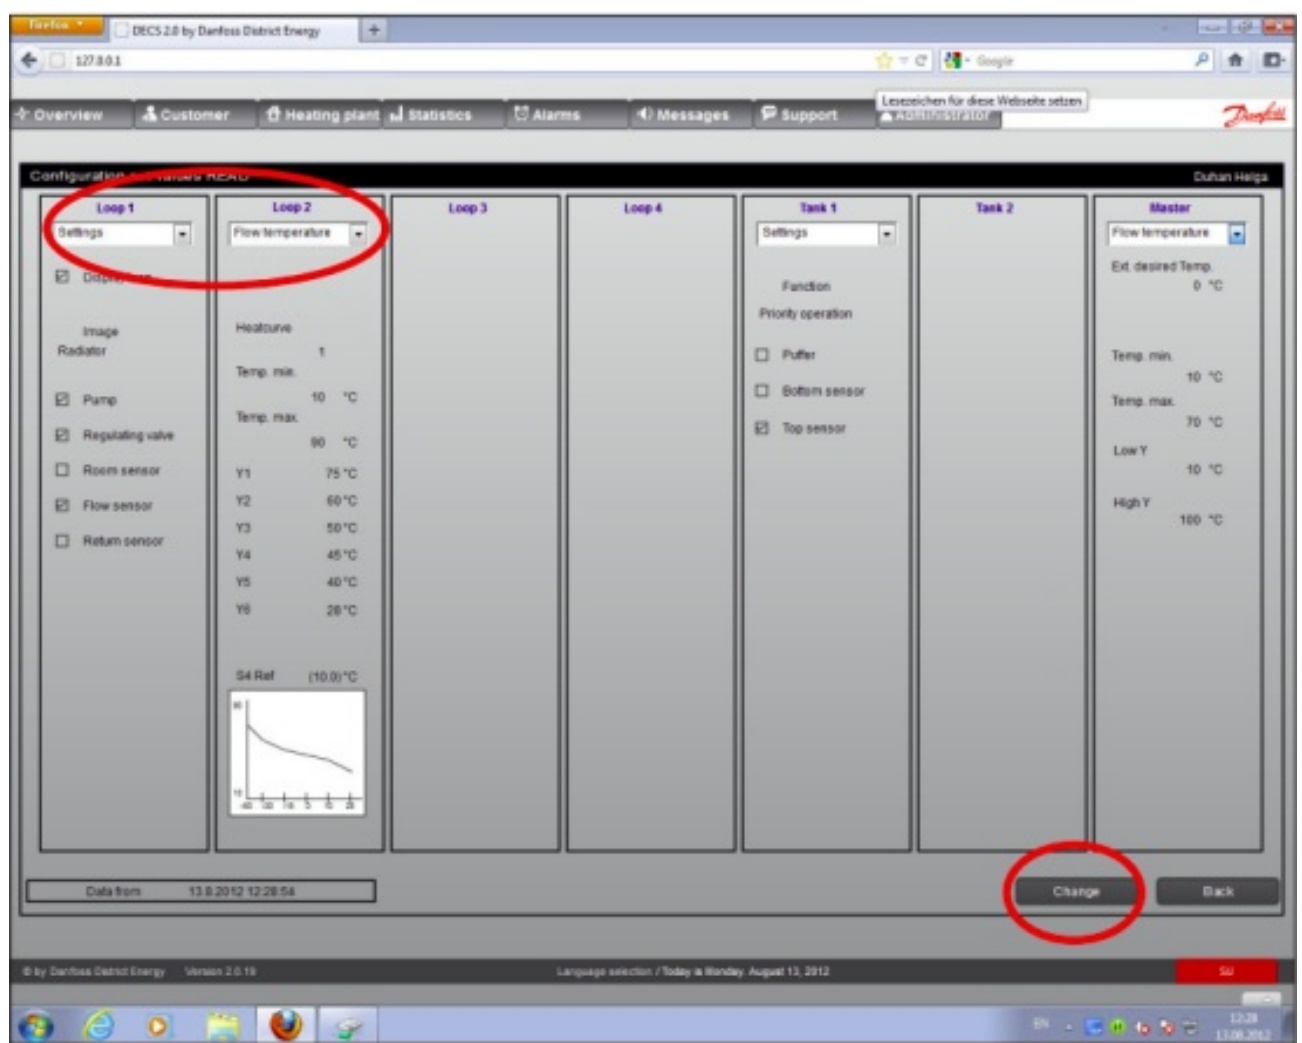 Firefox
DECS 2.0 by Danfoss District Energy
+
127.0.0.1
Google
Lesezeichen für diese Webseite setzen
Overview
Customer
Heating plant
Statistics
Alarms
Messages
Support
Administrator
Danfoss
Configuration
READ
Duhan Helga
Loop 1
Loop 2
Loop 3
Loop 4
Tank 1
Tank 2
Master
Settings
Flow temperature
Settings
Flow temperature
Image
Radiator
Pump
Regulating valve
Room sensor
Flow sensor
Return sensor
Heatcurve
1
Temp. min.
10 °C
Temp. max.
90 °C
Y1 75 °C
Y2 60 °C
Y3 50 °C
Y4 45 °C
Y5 40 °C
Y6 28 °C
S4 Ref (10.0) °C
Function
Priority operation
Puffer
Bottom sensor
Top sensor
Ext. desired Temp.
0 °C
Temp. min.
10 °C
Temp. max.
70 °C
Low Y
10 °C
High Y
100 °C
Data from 13.8.2012 12:28:54
Change
Back
© by Danfoss District Energy Version 2.0.19
Language selection / Today is Monday. August 13, 2012
SU
EN
12:28
13.08.2012